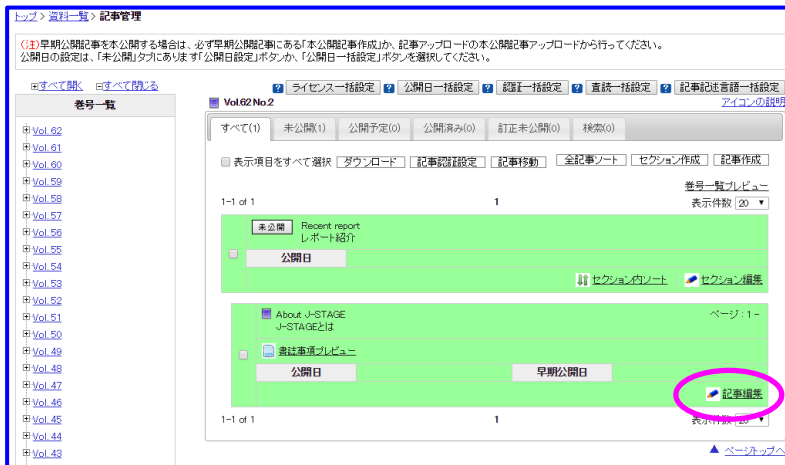 トップ > 資料一覧 > 記事管理
(注)早期公開記事を本公開する場合は、必ず早期公開記事にある「本公開記事作成」か、記事アップロードの本公開記事アップロードから行ってください。
公開日の設定は、「未公開」タブにあります「公開日設定」ボタンか、「公開日一括設定」ボタンを選択してください。
すべて開く すべて閉じる
? ライセンス一括設定 ? 公開日一括設定 ? 認証一括設定 ? 査読一括設定 ? 記事記述言語一括設定
巻号一覧
Vol.62 No.2
アイコンの説明
Vol. 62
Vol. 61
Vol. 60
Vol. 59
Vol. 58
Vol. 57
Vol. 56
Vol. 55
Vol. 54
Vol. 53
Vol. 52
Vol. 51
Vol. 50
Vol. 49
Vol. 48
Vol. 47
Vol. 46
Vol. 45
Vol. 44
Vol. 43
すべて(1) 未公開(1) 公開予定(0) 公開済み(0) 訂正未公開(0) 検索(0)
表示項目をすべて選択 ダウンロード 記事認証設定 記事移動 全記事ソート セクション作成 記事作成
巻号一覧プレビュー
1-1 of 1 1 表示件数 20
未公開 Recent report
レポート紹介
公開日
セクション内ソート セクション編集
About J-STAGE ページ : 1 -
J-STAGEとは
書誌事項プレビュー
公開日 早期公開日
記事編集
1-1 of 1 1 表示件数 20
ページトップへ